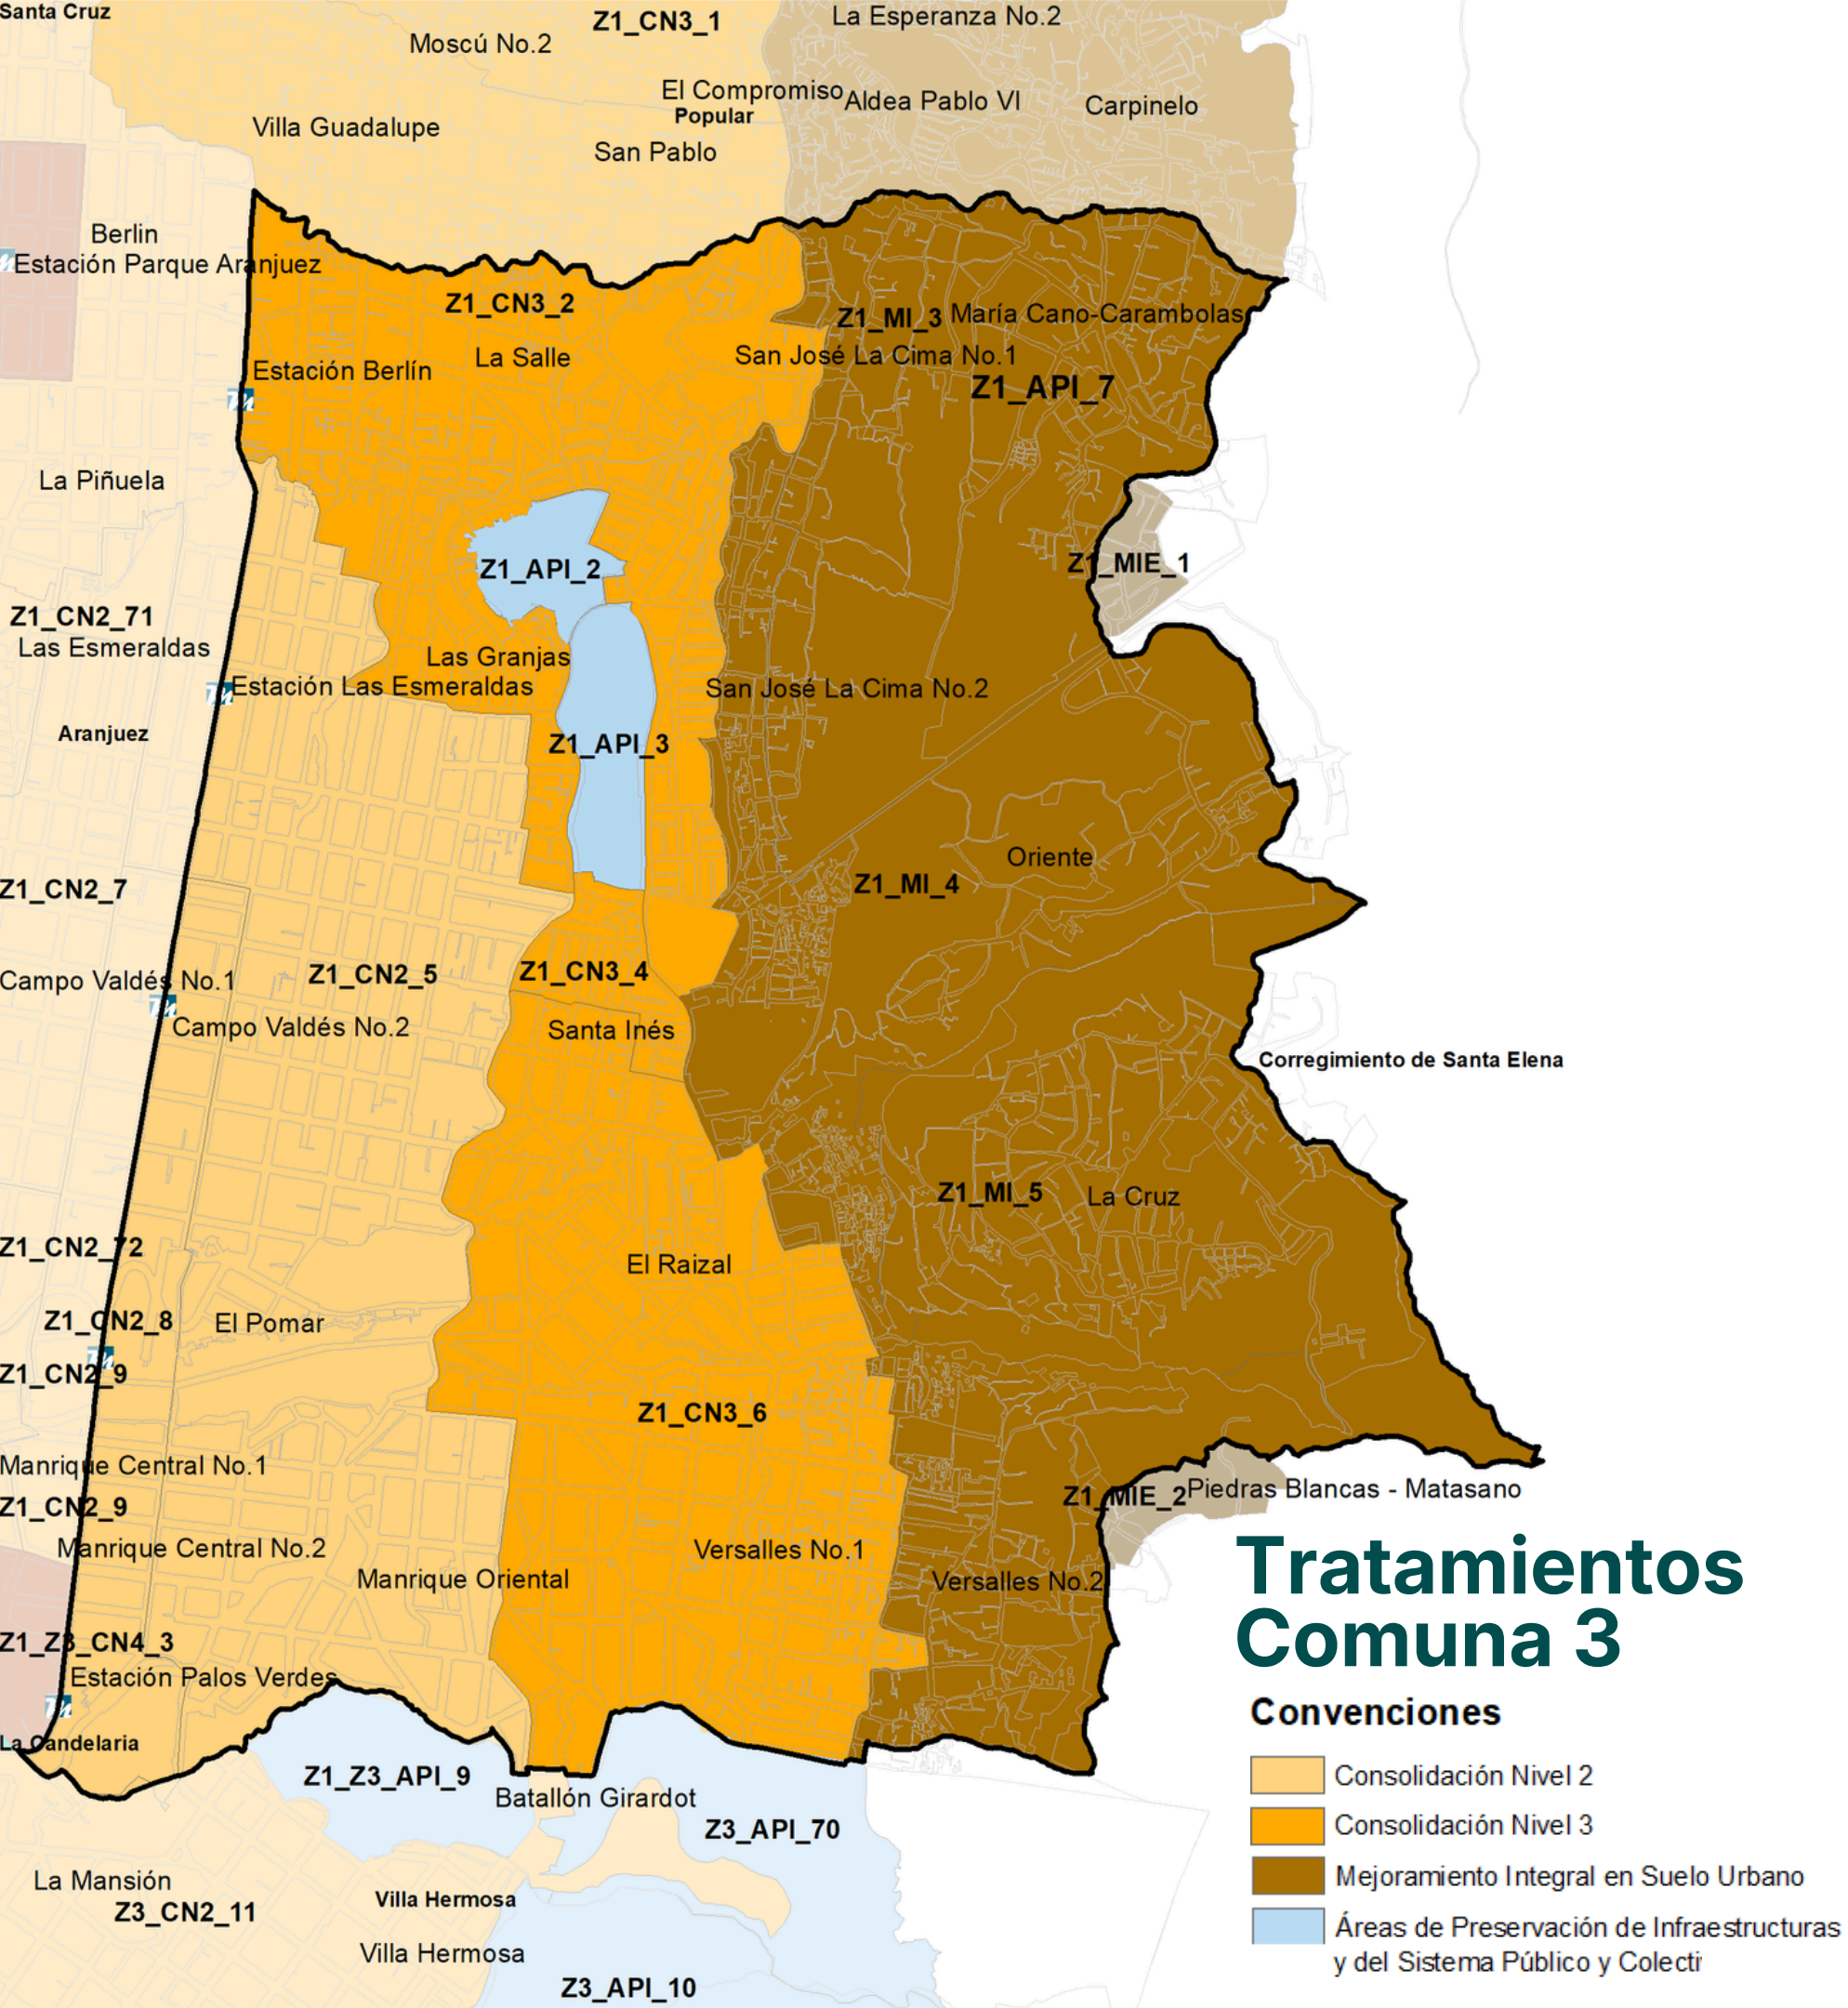 Santa Cruz
Z1_CN3_1
La Esperanza No.2
Moscú No.2
El Compromiso
Aldea Pablo VI
Carpinelo
Popular
Villa Guadalupe
San Pablo
Berlin
Estación Parque Aranjuez
Z1_CN3_2
Z1_MI_3
María Cano-Carambolas
La Salle
San José La Cima No.1
Estación Berlín
Z1_API_7
La Piñuela
Z1_API_2
Z1_MIE_1
Z1_CN2_71
Las Esmeraldas
Las Granjas
Estación Las Esmeraldas
San José La Cima No.2
Aranjuez
Z1_API_3
Oriente
Z1_MI_4
Z1_CN2_7
Campo Valdés No.1
Z1_CN2_5
Z1_CN3_4
Campo Valdés No.2
Santa Inés
Corregimiento de Santa Elena
Z1_MI_5
La Cruz
Z1_CN2_72
El Raizal
Z1_CN2_8
El Pomar
Z1_CN2_9
Z1_CN3_6
Manrique Central No.1
Z1_CN2_9
Z1_MIE_2
Piedras Blancas - Matasano
Manrique Central No.2
Versalles No.1
Manrique Oriental
Versalles No.2
Z1_Z3_CN4_3
Estación Palos Verdes
La Candelaria
Z1_Z3_API_9
Batallón Girardot
Z3_API_70
La Mansión
Z3_CN2_11
Villa Hermosa
Villa Hermosa
Z3_API_10
Tratamientos
Comuna 3
Convenciones
Consolidación Nivel 2
Consolidación Nivel 3
Mejoramiento Integral en Suelo Urbano
Áreas de Preservación de Infraestructuras
y del Sistema Público y Colecti